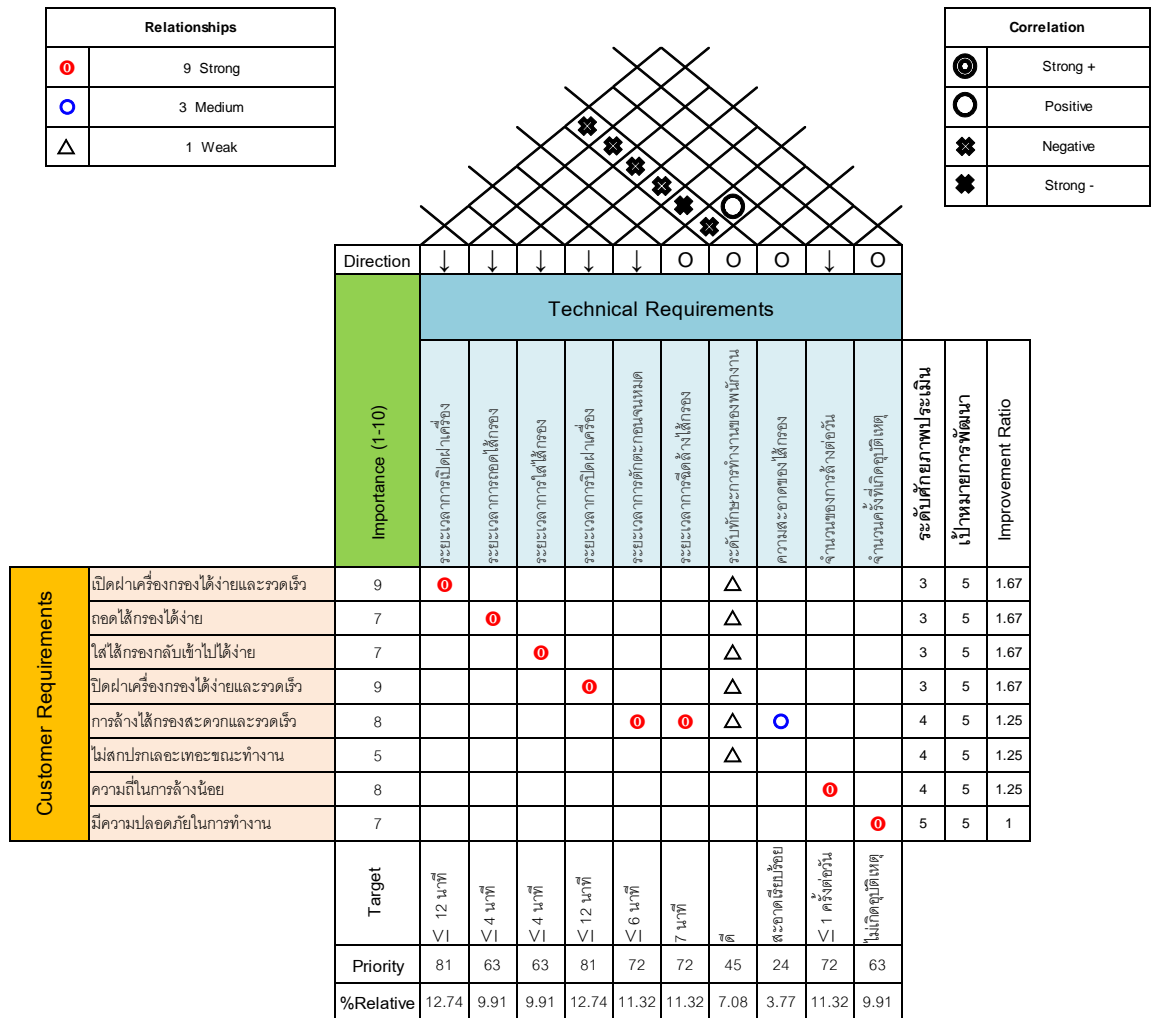 Relationships
9 Strong
3 Medium
1 Weak
Correlation
Strong +
Positive
Negative
Strong -
Direction ↓ ↓ ↓ ↓ ↓ O O O ↓ O
Technical Requirements
Importance (1-10)
ระยะเวลาการเปิดฝาเครื่อง
ระยะเวลาการถอดไส้กรอง
ระยะเวลาการใส่ไส้กรอง
ระยะเวลาการปิดฝาเครื่อง
ระยะเวลาการตักตะกอนจนหมด
ระยะเวลาการฉีดล้างไส้กรอง
ระดับทักษะการทำงานของพนักงาน
ความสะอาดของไส้กรอง
จำนวนของการล้างต่อวัน
จำนวนครั้งที่เกิดอุบัติเหตุ
ระดับศักยภาพประเมิน
เป้าหมายการพัฒนา
Improvement Ratio
Customer Requirements
เปิดฝาเครื่องกรองได้ง่ายและรวดเร็ว 9 3 5 1.67
ถอดไส้กรองได้ง่าย 7 3 5 1.67
ใส่ไส้กรองกลับเข้าไปได้ง่าย 7 3 5 1.67
ปิดฝาเครื่องกรองได้ง่ายและรวดเร็ว 9 3 5 1.67
การล้างไส้กรองสะดวกและรวดเร็ว 8 4 5 1.25
ไม่สกปรกเลอะเทอะขณะทำงาน 5 4 5 1.25
ความถี่ในการล้างน้อย 8 4 5 1.25
มีความปลอดภัยในการทำงาน 7 5 5 1
Target
≤ 12 นาที
≤ 4 นาที
≤ 4 นาที
≤ 12 นาที
≤ 6 นาที
7 นาที
ดี
สะอาดเรียบร้อย
≤ 1 ครั้งต่อวัน
ไม่เกิดอุบัติเหตุ
Priority 81 63 63 81 72 72 45 24 72 63
%Relative 12.74 9.91 9.91 12.74 11.32 11.32 7.08 3.77 11.32 9.91